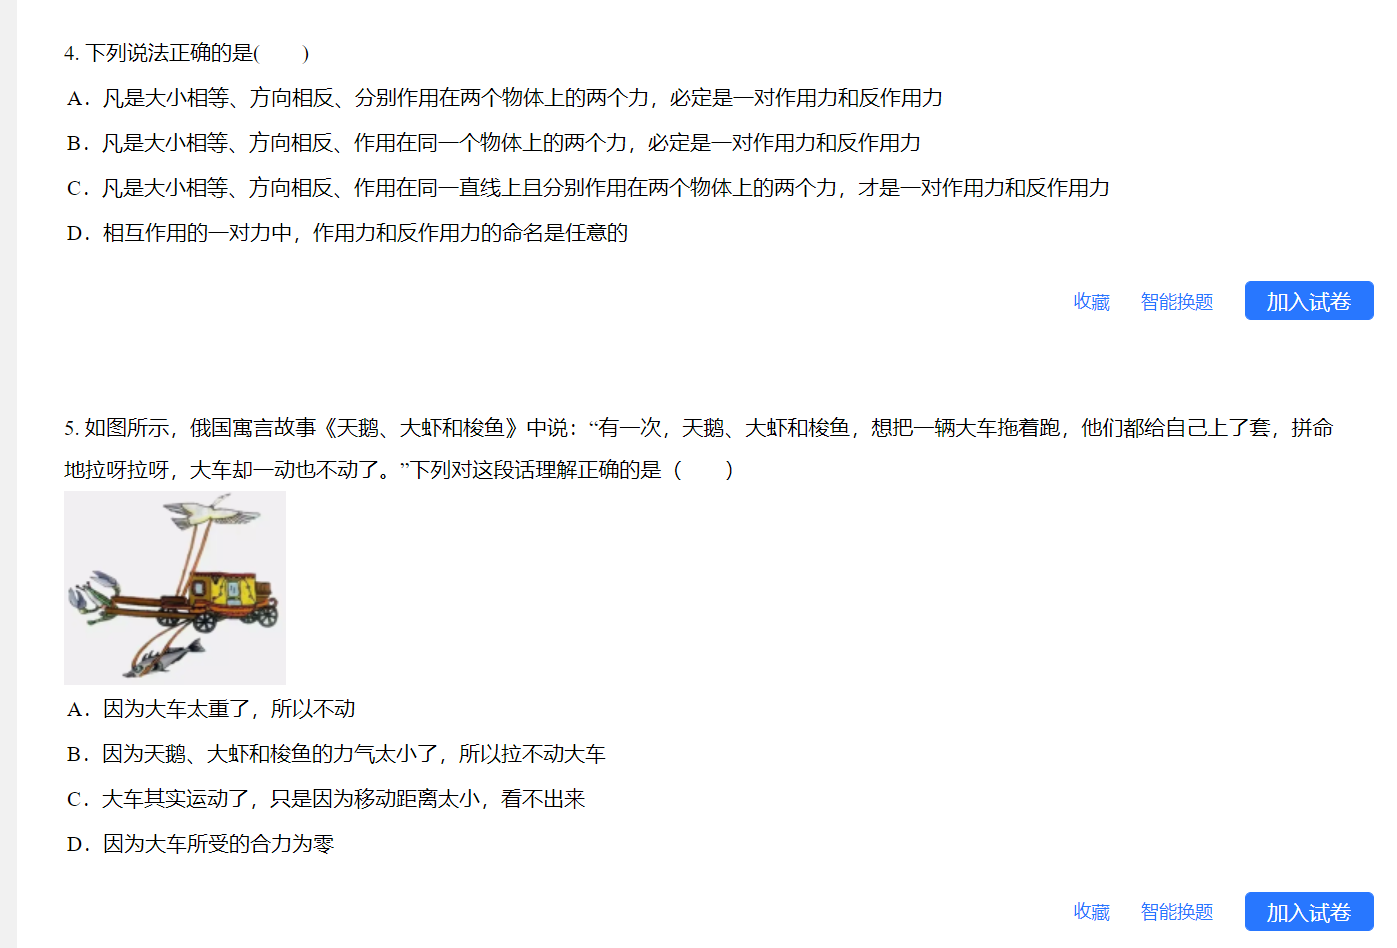 4. 下列说法正确的是(　　)
A．凡是大小相等、方向相反、分别作用在两个物体上的两个力，必定是一对作用力和反作用力
B．凡是大小相等、方向相反、作用在同一个物体上的两个力，必定是一对作用力和反作用力
C．凡是大小相等、方向相反、作用在同一直线上且分别作用在两个物体上的两个力，才是一对作用力和反作用力
D．相互作用的一对力中，作用力和反作用力的命名是任意的
收藏 智能换题 加入试卷
5. 如图所示，俄国寓言故事《天鹅、大虾和梭鱼》中说：“有一次，天鹅、大虾和梭鱼，想把一辆大车拖着跑，他们都给自己上了套，拼命
地拉呀拉呀，大车却一动也不动了。”下列对这段话理解正确的是（　　）
A．因为大车太重了，所以不动
B．因为天鹅、大虾和梭鱼的力气太小了，所以拉不动大车
C．大车其实运动了，只是因为移动距离太小，看不出来
D．因为大车所受的合力为零
收藏 智能换题 加入试卷